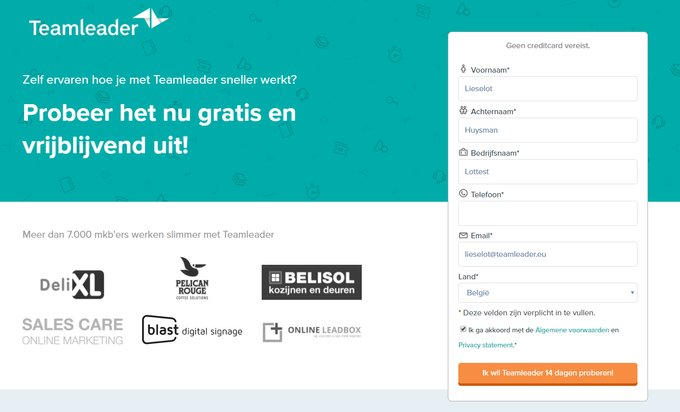 Teamleader
Zelf ervaren hoe je met Teamleader sneller werkt?
Probeer het nu gratis en
vrijblijvend uit!
Meer dan 7.000 mkb'ers werken slimmer met Teamleader
DeliXL
PELICAN
ROUGE
COFFEE SOLUTIONS
BELISOL
kozijnen en deuren
SALES CARE
ONLINE MARKETING
blast digital signage
ONLINE LEADBOX
Geen creditcard vereist.
Voornaam*
Lieselot
Achternaam*
Huysman
Bedrijfsnaam*
Lottest
Telefoon*
Email*
lieselot@teamleader.eu
Land*
België
* Deze velden zijn verplicht in te vullen.
Ik ga akkoord met de Algemene voorwaarden en
Privacy statement.*
Ik wil Teamleader 14 dagen proberen!